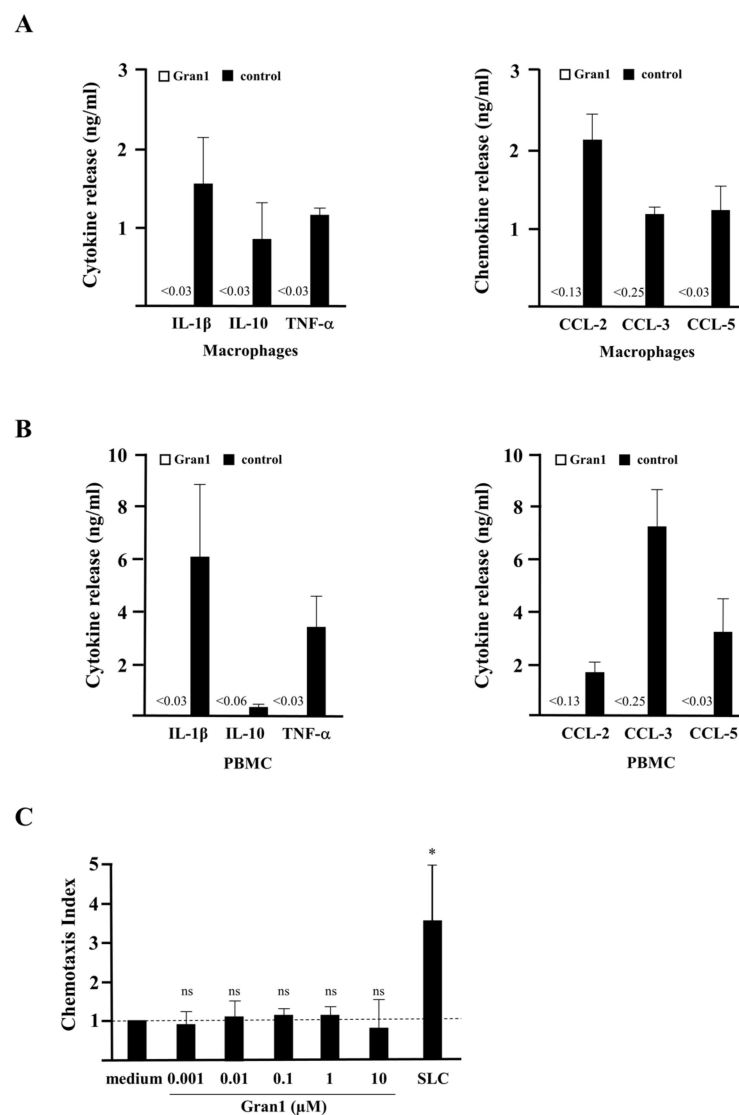 A
Gran1 control
Cytokine release (ng/ml)
3
2
1
<0.03 <0.03 <0.03
IL-1β IL-10 TNF-α
Macrophages
Gran1 control
Chemokine release (ng/ml)
3
2
1
<0.13 <0.25 <0.03
CCL-2 CCL-3 CCL-5
Macrophages
B
Gran1 control
Cytokine release (ng/ml)
10
8
6
4
2
<0.03 <0.06 <0.03
IL-1β IL-10 TNF-α
PBMC
Gran1 control
Cytokine release (ng/ml)
10
8
6
4
2
<0.13 <0.25 <0.03
CCL-2 CCL-3 CCL-5
PBMC
C
Chemotaxis Index
5
4
3
2
1
ns ns ns ns ns *
medium 0.001 0.01 0.1 1 10 SLC
Gran1 (µM)